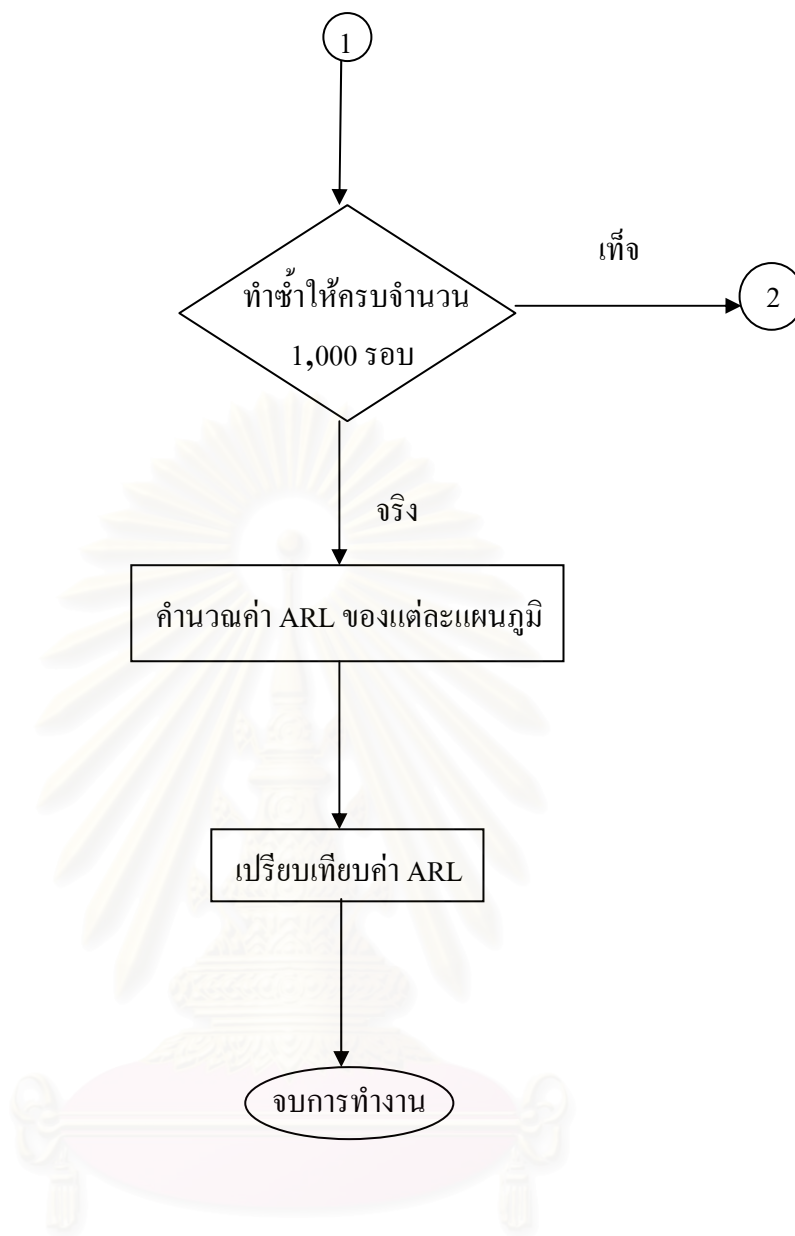 1
เท็จ
ทำซ้ำให้ครบจำนวน
1,000 รอบ
2
จริง
คำนวณค่า ARL ของแต่ละแผนภูมิ
เปรียบเทียบค่า ARL
จบการทำงาน